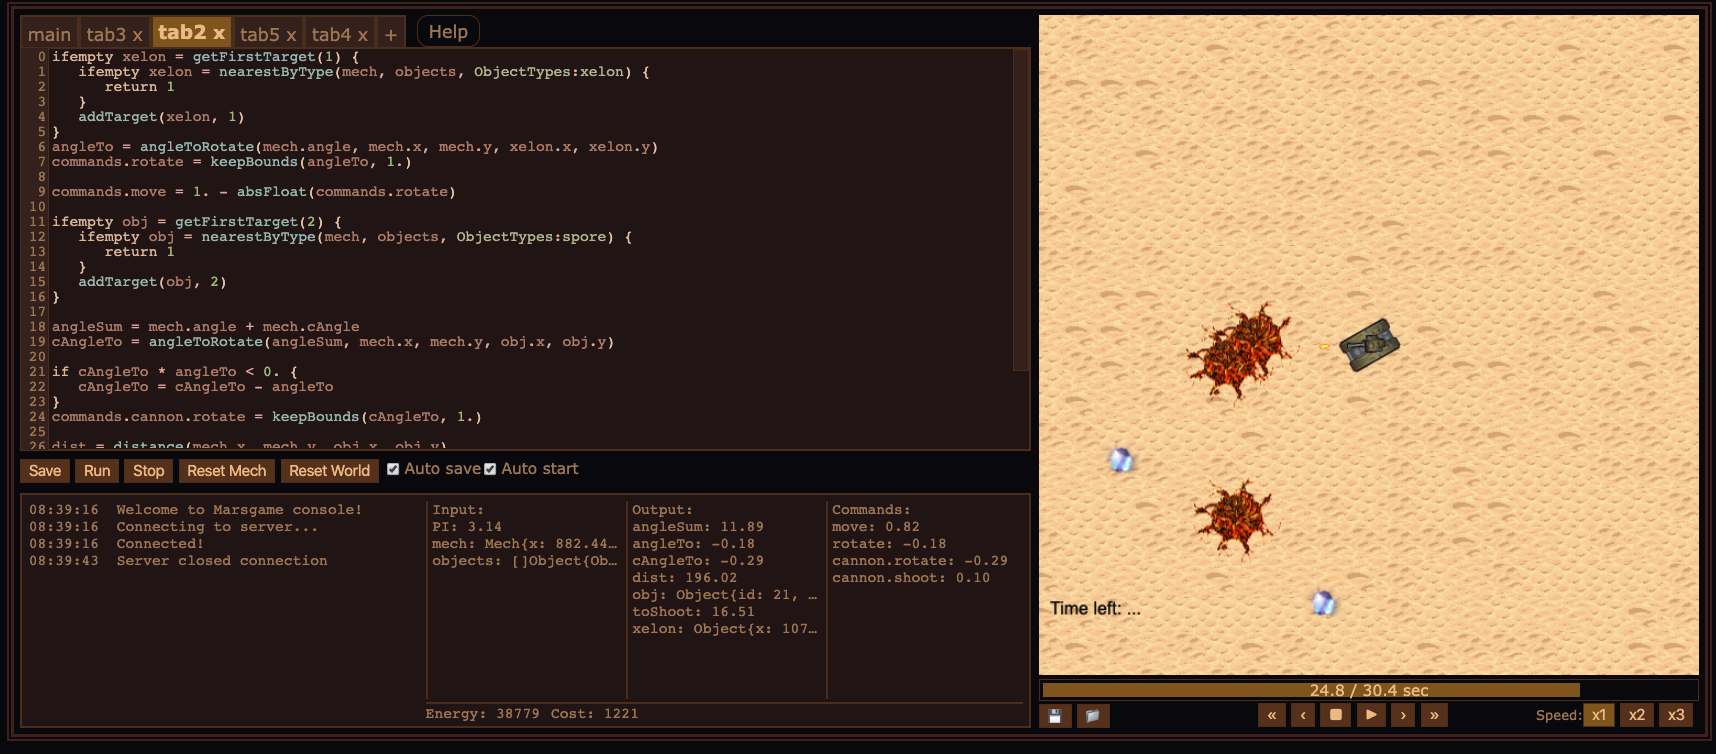 main tab3 x tab2 x tab5 x tab4 x + Help
0 ifempty xelon = getFirstTarget(1) {
1 ifempty xelon = nearestByType(mech, objects, ObjectTypes:xelon) {
2 return 1
3 }
4 addTarget(xelon, 1)
5 }
6 angleTo = angleToRotate(mech.angle, mech.x, mech.y, xelon.x, xelon.y)
7 commands.rotate = keepBounds(angleTo, 1.)
8
9 commands.move = 1. - absFloat(commands.rotate)
10
11 ifempty obj = getFirstTarget(2) {
12 ifempty obj = nearestByType(mech, objects, ObjectTypes:spore) {
13 return 1
14 }
15 addTarget(obj, 2)
16 }
17
18 angleSum = mech.angle + mech.cAngle
19 cAngleTo = angleToRotate(angleSum, mech.x, mech.y, obj.x, obj.y)
20
21 if cAngleTo * angleTo < 0. {
22 cAngleTo = cAngleTo - angleTo
23 }
24 commands.cannon.rotate = keepBounds(cAngleTo, 1.)
25
26 dist = distance(mech.x, mech.y, obj.x, obj.y)
Save Run Stop Reset Mech Reset World Auto save Auto start
08:39:16 Welcome to Marsgame console!
08:39:16 Connecting to server...
08:39:16 Connected!
08:39:43 Server closed connection
Input:
PI: 3.14
mech: Mech{x: 882.44…
objects: []Object{Ob…
Output:
angleSum: 11.89
angleTo: -0.18
cAngleTo: -0.29
dist: 196.02
obj: Object{id: 21, …
toShoot: 16.51
xelon: Object{x: 107…
Commands:
move: 0.82
rotate: -0.18
cannon.rotate: -0.29
cannon.shoot: 0.10
Energy: 38779 Cost: 1221
Time left: ...
24.8 / 30.4 sec
« ‹ › » Speed: x1 x2 x3